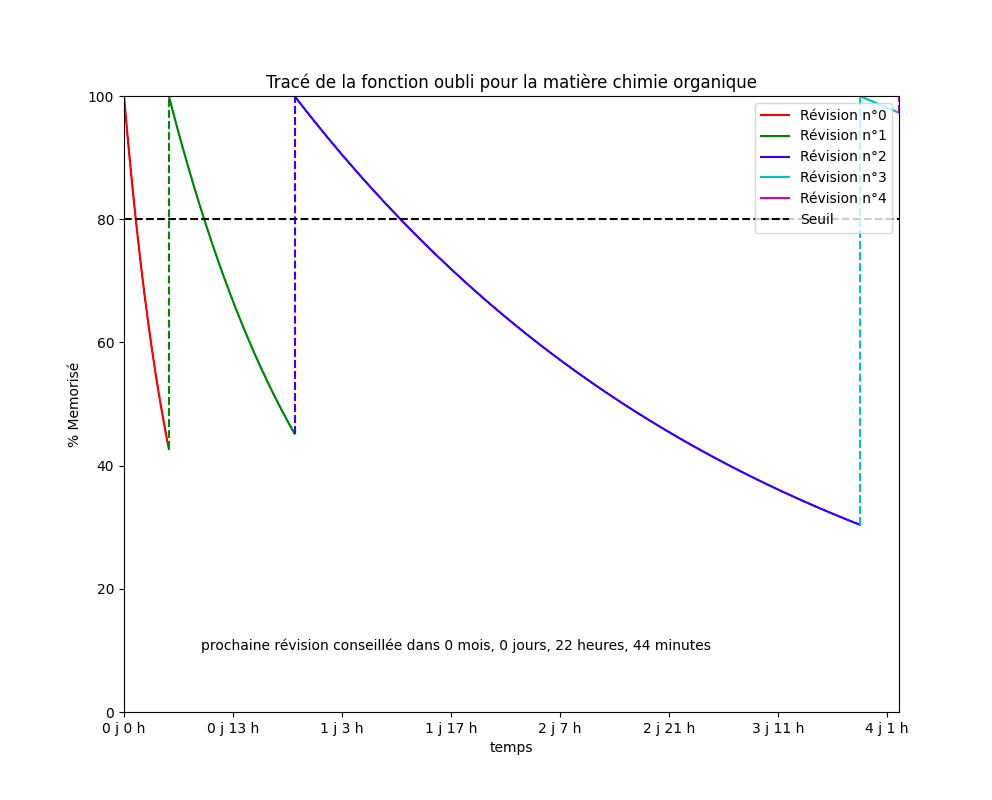 Tracé de la fonction oubli pour la matière chimie organique
100
80
60
40
20
0
% Memorisé
Révision n°0
Révision n°1
Révision n°2
Révision n°3
Révision n°4
Seuil
prochaine révision conseillée dans 0 mois, 0 jours, 22 heures, 44 minutes
0 j 0 h
0 j 13 h
1 j 3 h
1 j 17 h
2 j 7 h
2 j 21 h
3 j 11 h
4 j 1 h
temps